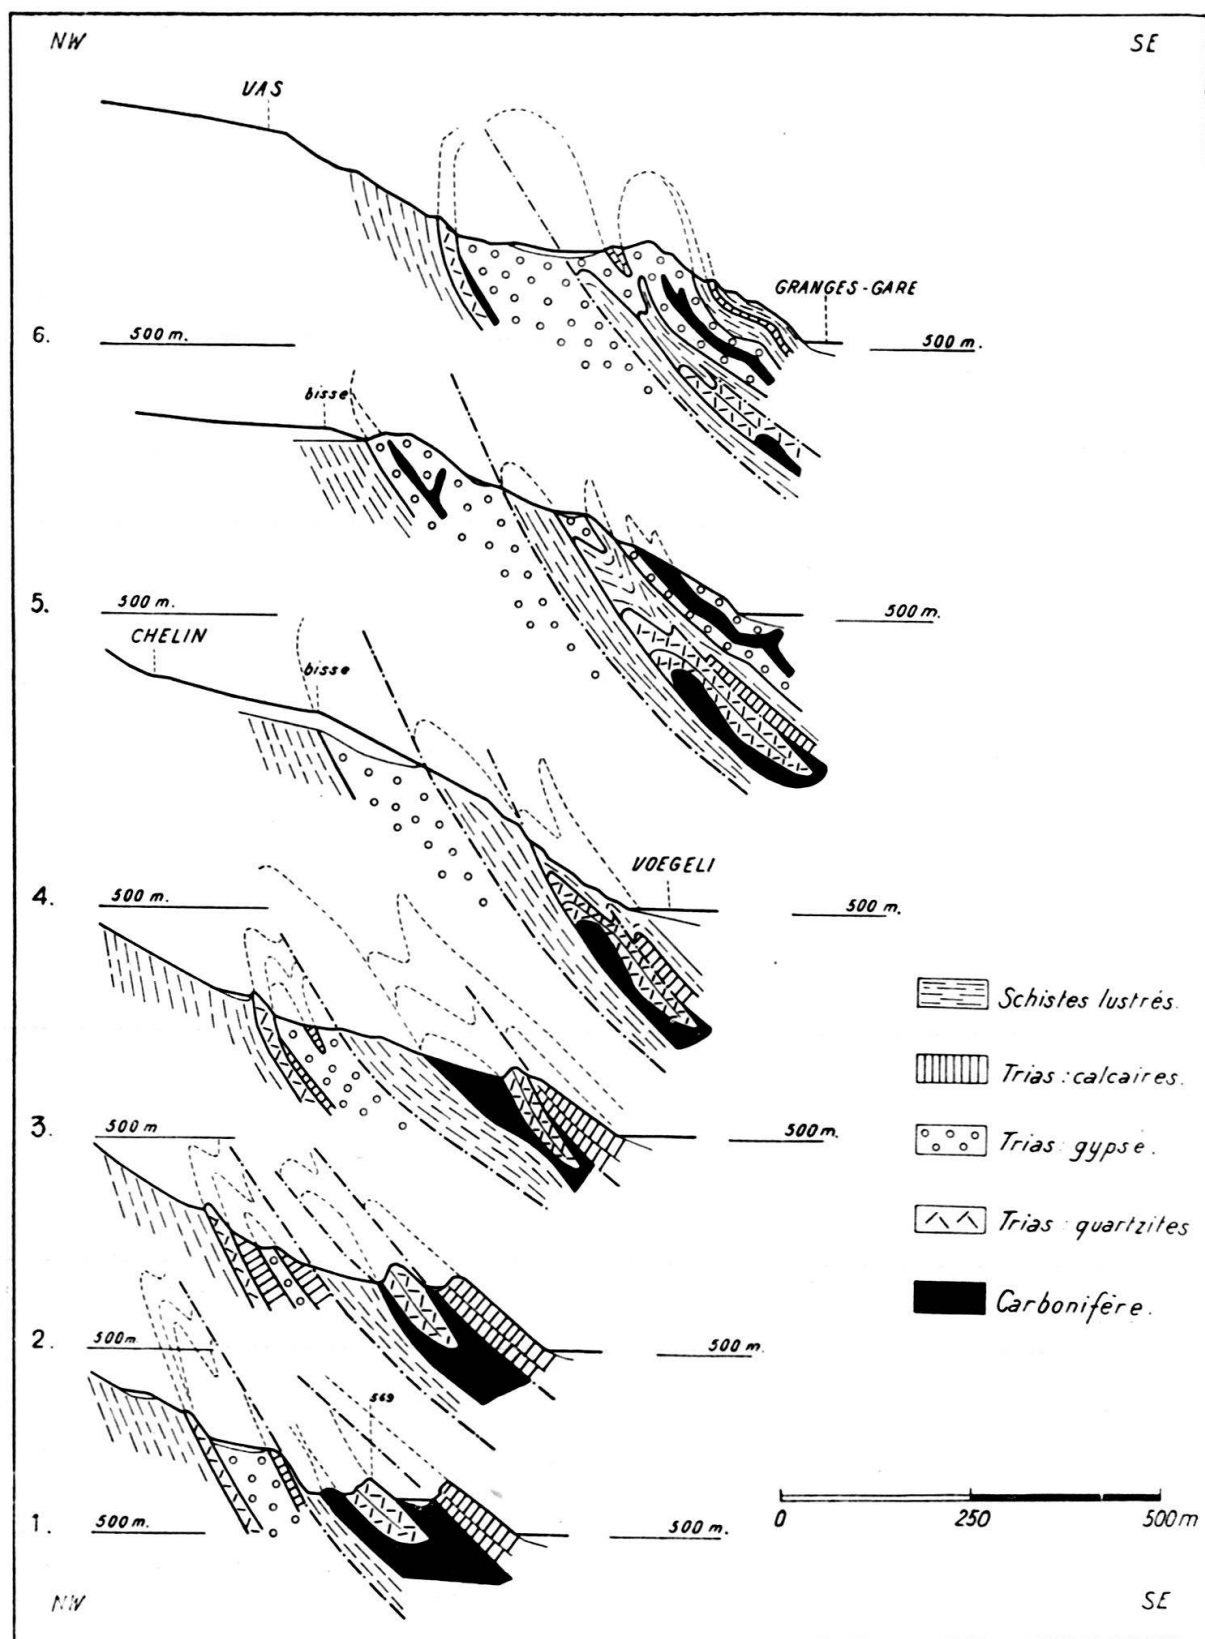 NW SE
VAS
GRANGES-GARE
6. 500 m. 500 m.
bisse
5. 500 m. 500 m.
CHELIN
bisse
VOEGELI
4. 500 m. 500 m.
Schistes lustrés.
Trias : calcaires.
3. 500 m 500 m.
Trias : gypse.
Trias : quartzites
Carbonifère.
2. 500 m. 500 m.
569
0 250 500 m
1. 500 m. 500 m.
NW SE